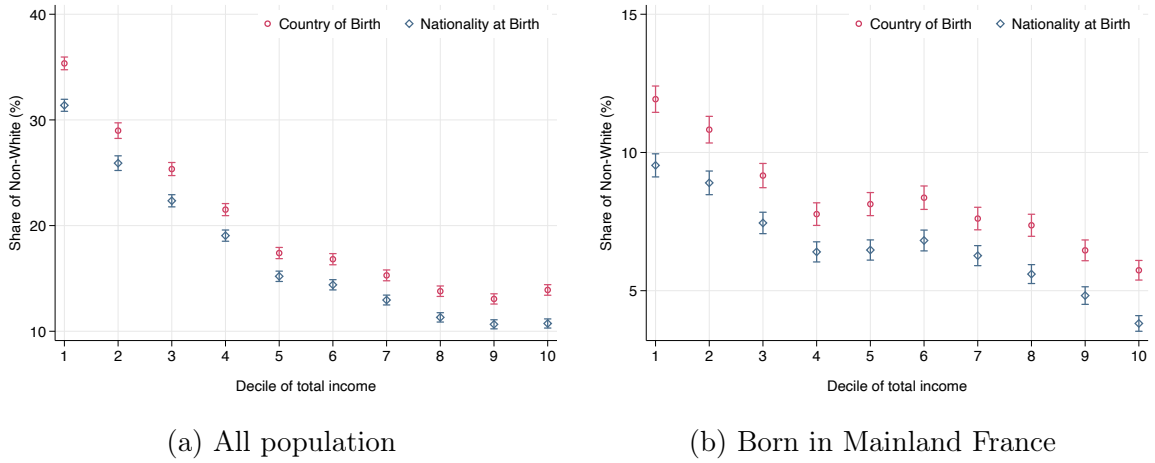 Country of Birth Nationality at Birth
Share of Non-White (%)
40
30
20
10
1 2 3 4 5 6 7 8 9 10
Decile of total income
(a) All population
Country of Birth Nationality at Birth
Share of Non-White (%)
15
10
5
1 2 3 4 5 6 7 8 9 10
Decile of total income
(b) Born in Mainland France